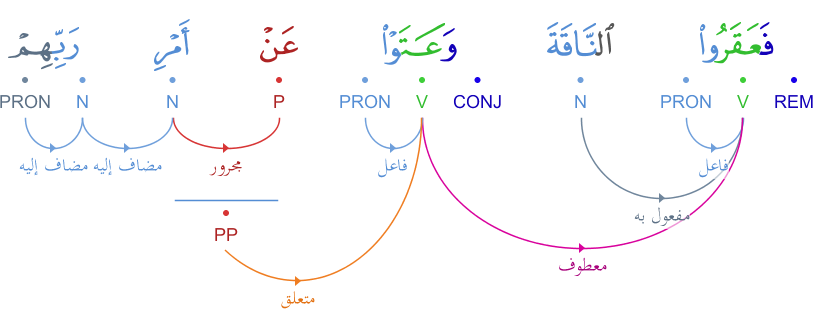 فَعَقَرُوا۟ ٱلنَّاقَةَ وَعَتَوْا۟ عَنْ أَمْرِ رَبِّهِمْ
REM V PRON N CONJ V PRON P N N PRON
فاعل فاعل مجرور مضاف إليه مضاف إليه
مفعول به
PP
معطوف
متعلق